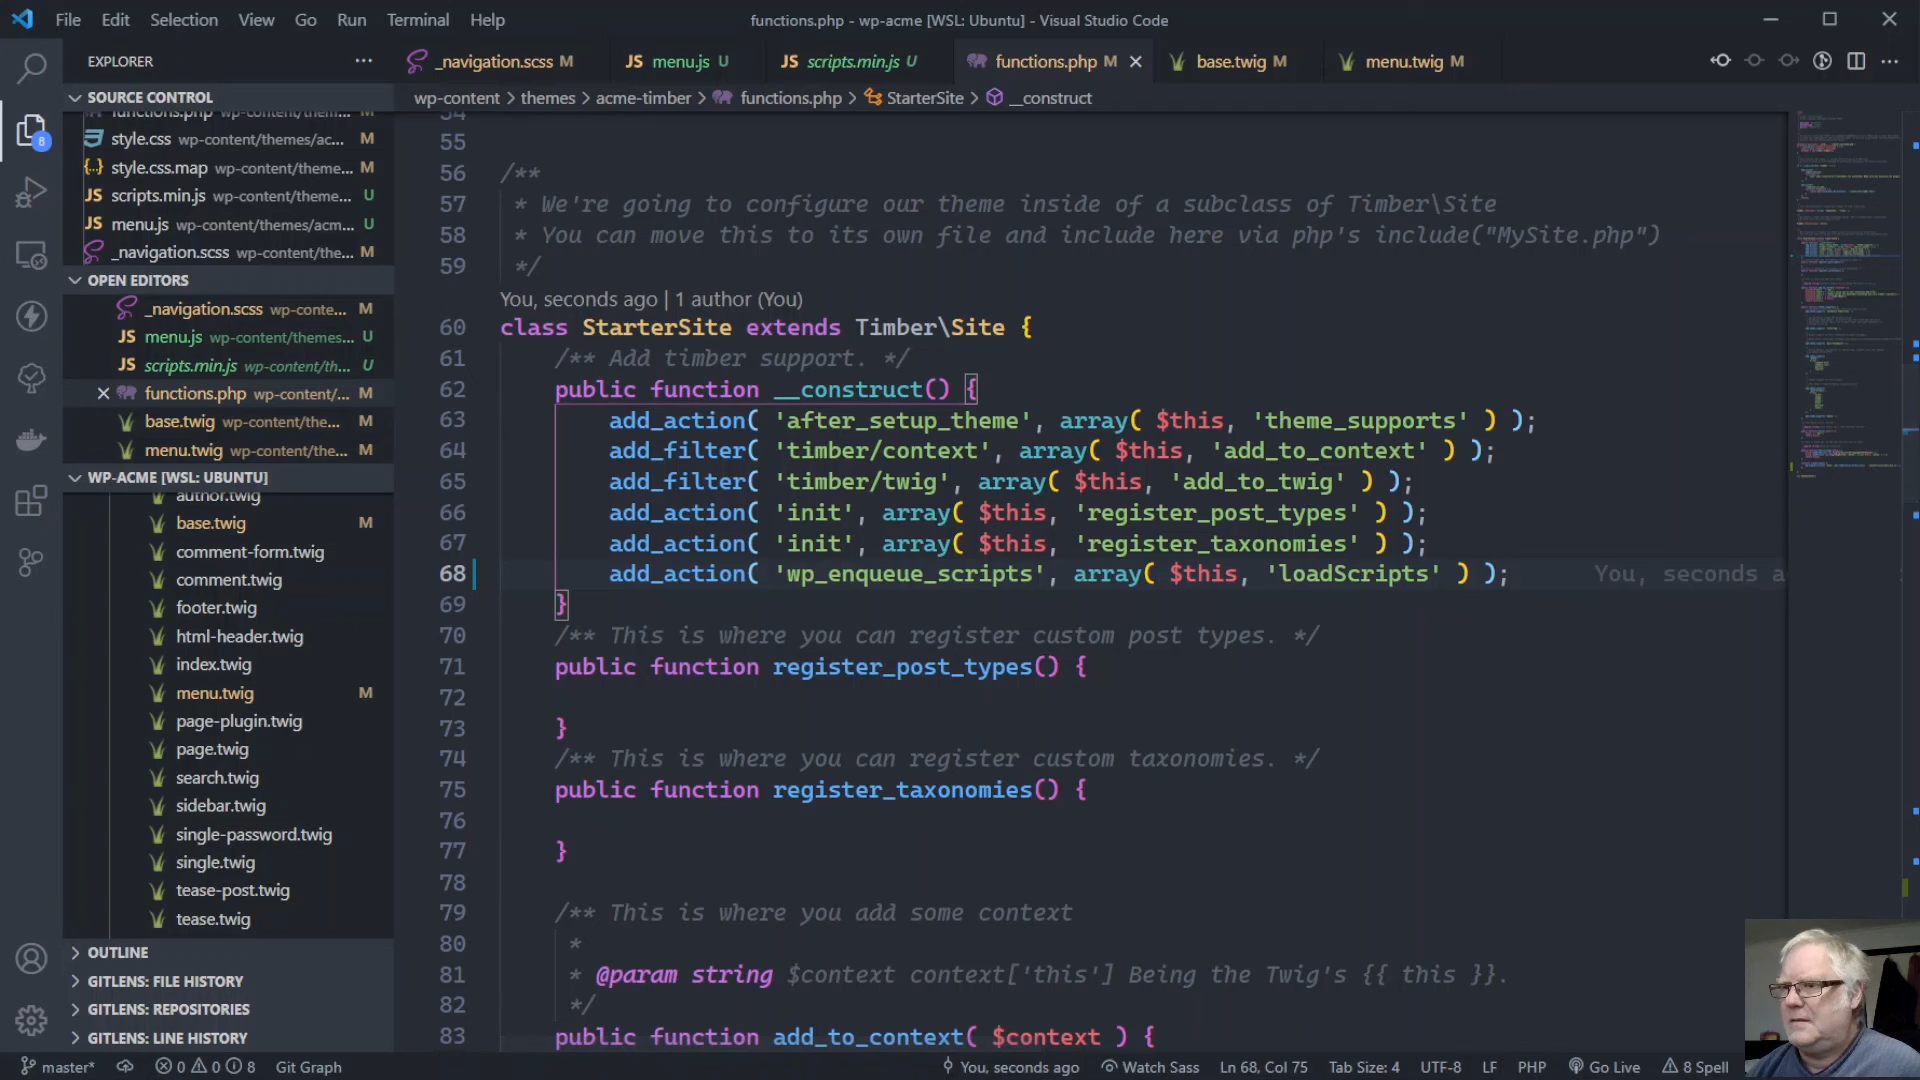 File Edit Selection View Go Run Terminal Help
functions.php - wp-acme [WSL: Ubuntu] - Visual Studio Code
EXPLORER
_navigation.scss M
menu.js U
scripts.min.js U
functions.php M
base.twig M
menu.twig M
SOURCE CONTROL
functions.php wp-content/themes/ac... M
style.css wp-content/themes/ac... M
style.css.map wp-content/theme... M
scripts.min.js wp-content/theme... U
menu.js wp-content/themes/acm... U
_navigation.scss wp-content/the... M
8
OPEN EDITORS
_navigation.scss wp-conte... M
menu.js wp-content/themes... U
scripts.min.js wp-content/th... U
functions.php wp-content/... M
base.twig wp-content/the... M
menu.twig wp-content/the... M
WP-ACME [WSL: UBUNTU]
author.twig
base.twig M
comment-form.twig
comment.twig
footer.twig
html-header.twig
index.twig
menu.twig M
page-plugin.twig
page.twig
search.twig
sidebar.twig
single-password.twig
single.twig
tease-post.twig
tease.twig
OUTLINE
GITLENS: FILE HISTORY
GITLENS: REPOSITORIES
GITLENS: LINE HISTORY
wp-content > themes > acme-timber > functions.php > StarterSite > __construct
54
55
56 /**
57 * We're going to configure our theme inside of a subclass of Timber\Site
58 * You can move this to its own file and include here via php's include("MySite.php")
59 */
You, seconds ago | 1 author (You)
60 class StarterSite extends Timber\Site {
61 /** Add timber support. */
62 public function __construct() {
63 add_action( 'after_setup_theme', array( $this, 'theme_supports' ) );
64 add_filter( 'timber/context', array( $this, 'add_to_context' ) );
65 add_filter( 'timber/twig', array( $this, 'add_to_twig' ) );
66 add_action( 'init', array( $this, 'register_post_types' ) );
67 add_action( 'init', array( $this, 'register_taxonomies' ) );
68 add_action( 'wp_enqueue_scripts', array( $this, 'loadScripts' ) ); You, seconds a
69 }
70 /** This is where you can register custom post types. */
71 public function register_post_types() {
72
73 }
74 /** This is where you can register custom taxonomies. */
75 public function register_taxonomies() {
76
77 }
78
79 /** This is where you add some context
80 *
81 * @param string $context context['this'] Being the Twig's {{ this }}.
82 */
83 public function add_to_context( $context ) {
master* 0 0 8 Git Graph You, seconds ago Watch Sass Ln 68, Col 75 Tab Size: 4 UTF-8 LF PHP Go Live 8 Spell